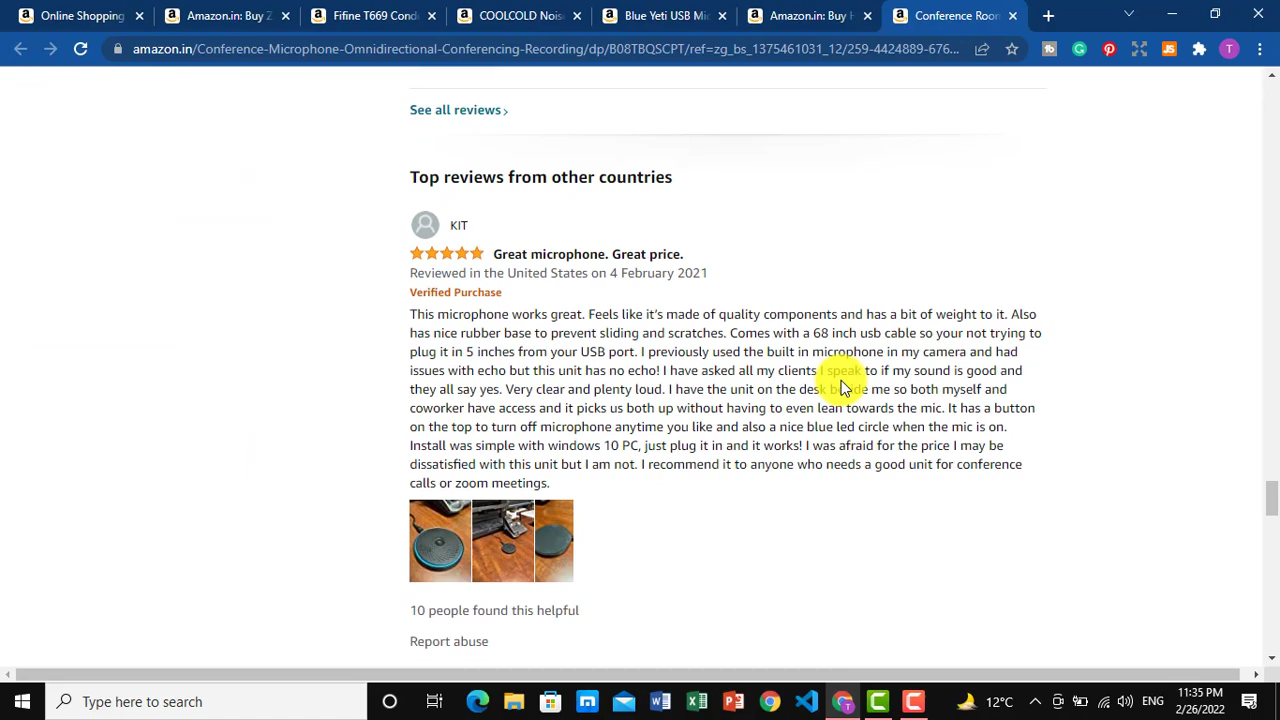 Online Shopping
Amazon.in: Buy Z
Fifine T669 Cond
COOLCOLD Nois
Blue Yeti USB Mi
Amazon.in: Buy H
Conference Roon
amazon.in/Conference-Microphone-Omnidirectional-Conferencing-Recording/dp/B08TBQSCPT/ref=zg_bs_1375461031_12/259-4424889-676...
See all reviews
Top reviews from other countries
KIT
Great microphone. Great price.
Reviewed in the United States on 4 February 2021
Verified Purchase
This microphone works great. Feels like it's made of quality components and has a bit of weight to it. Also
has nice rubber base to prevent sliding and scratches. Comes with a 68 inch usb cable so your not trying to
plug it in 5 inches from your USB port. I previously used the built in microphone in my camera and had
issues with echo but this unit has no echo! I have asked all my clients I speak to if my sound is good and
they all say yes. Very clear and plenty loud. I have the unit on the desk beside me so both myself and
coworker have access and it picks us both up without having to even lean towards the mic. It has a button
on the top to turn off microphone anytime you like and also a nice blue led circle when the mic is on.
Install was simple with windows 10 PC, just plug it in and it works! I was afraid for the price I may be
dissatisfied with this unit but I am not. I recommend it to anyone who needs a good unit for conference
calls or zoom meetings.
10 people found this helpful
Report abuse
Type here to search
12°C
ENG
11:35 PM
2/26/2022